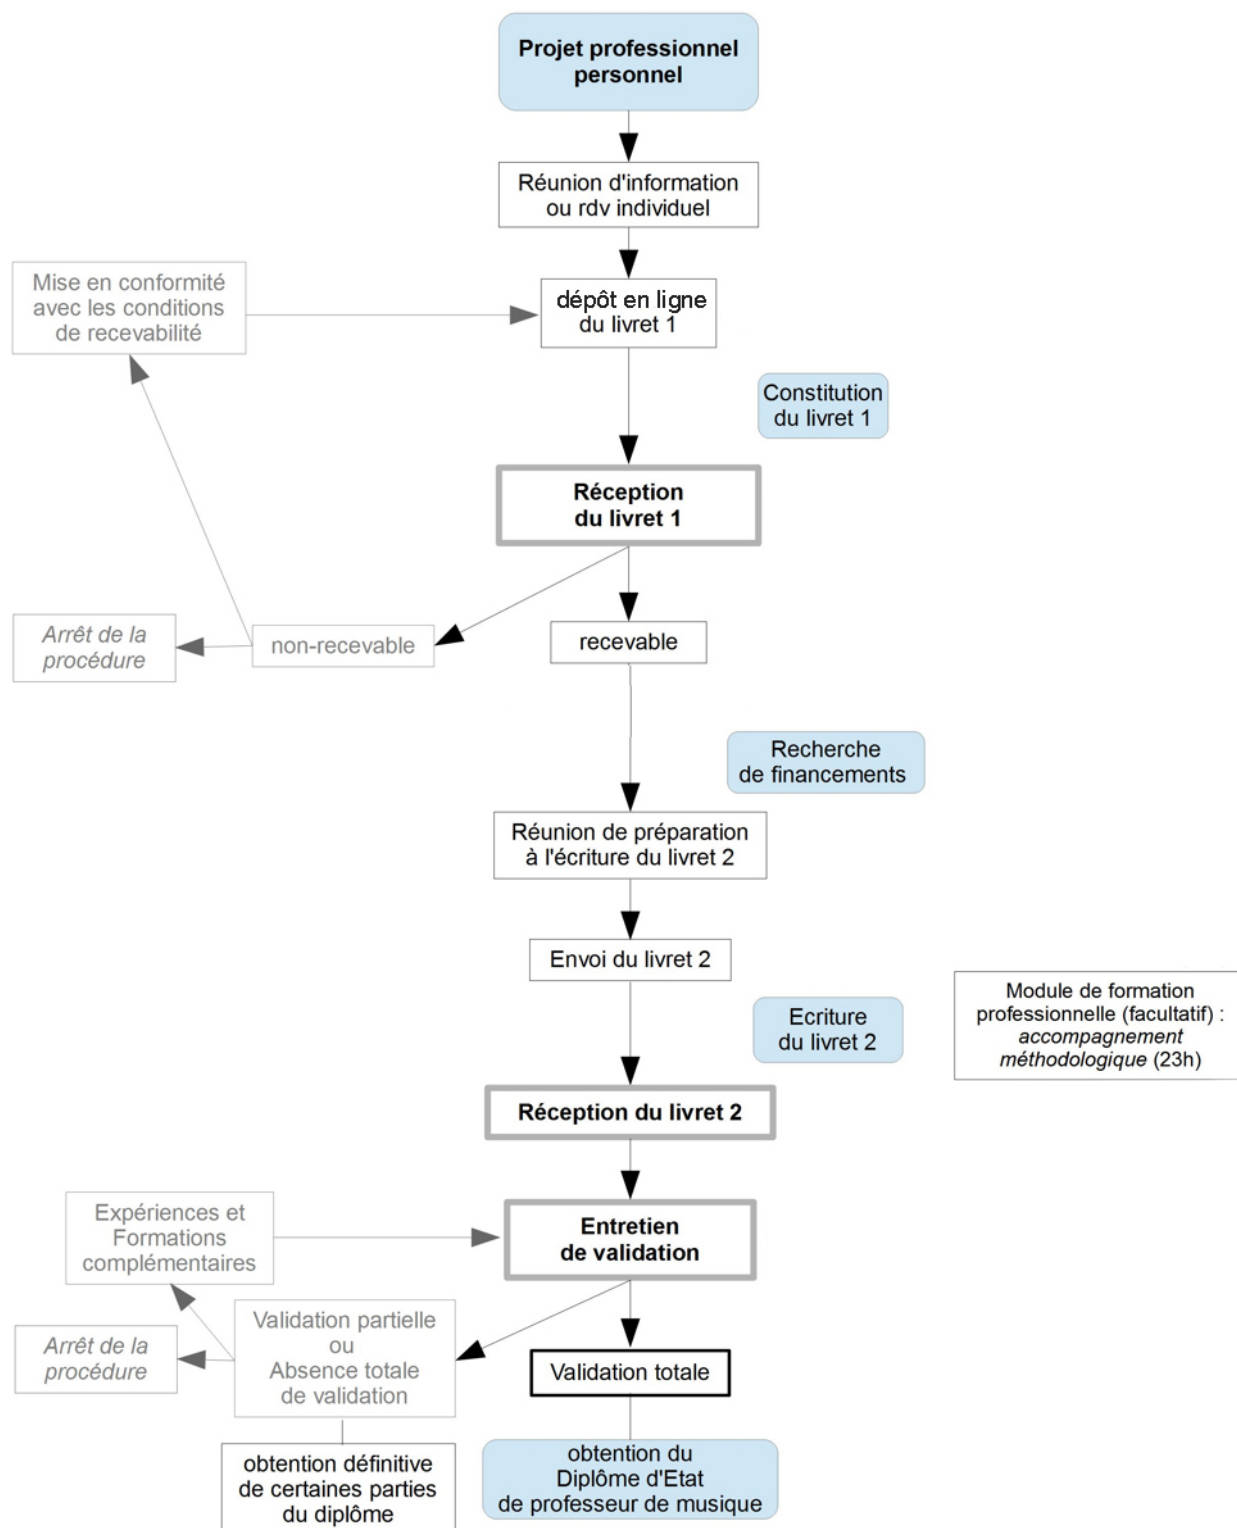 Projet professionnel
personnel
Réunion d'information
ou rdv individuel
Mise en conformité
avec les conditions
de recevabilité
dépôt en ligne
du livret 1
Constitution
du livret 1
Réception
du livret 1
Arrêt de la
procédure
non-recevable
recevable
Recherche
de financements
Réunion de préparation
à l'écriture du livret 2
Envoi du livret 2
Ecriture
du livret 2
Module de formation
professionnelle (facultatif) :
accompagnement
méthodologique (23h)
Réception du livret 2
Expériences et
Formations
complémentaires
Entretien
de validation
Arrêt de la
procédure
Validation partielle
ou
Absence totale
de validation
Validation totale
obtention définitive
de certaines parties
du diplôme
obtention du
Diplôme d'Etat
de professeur de musique